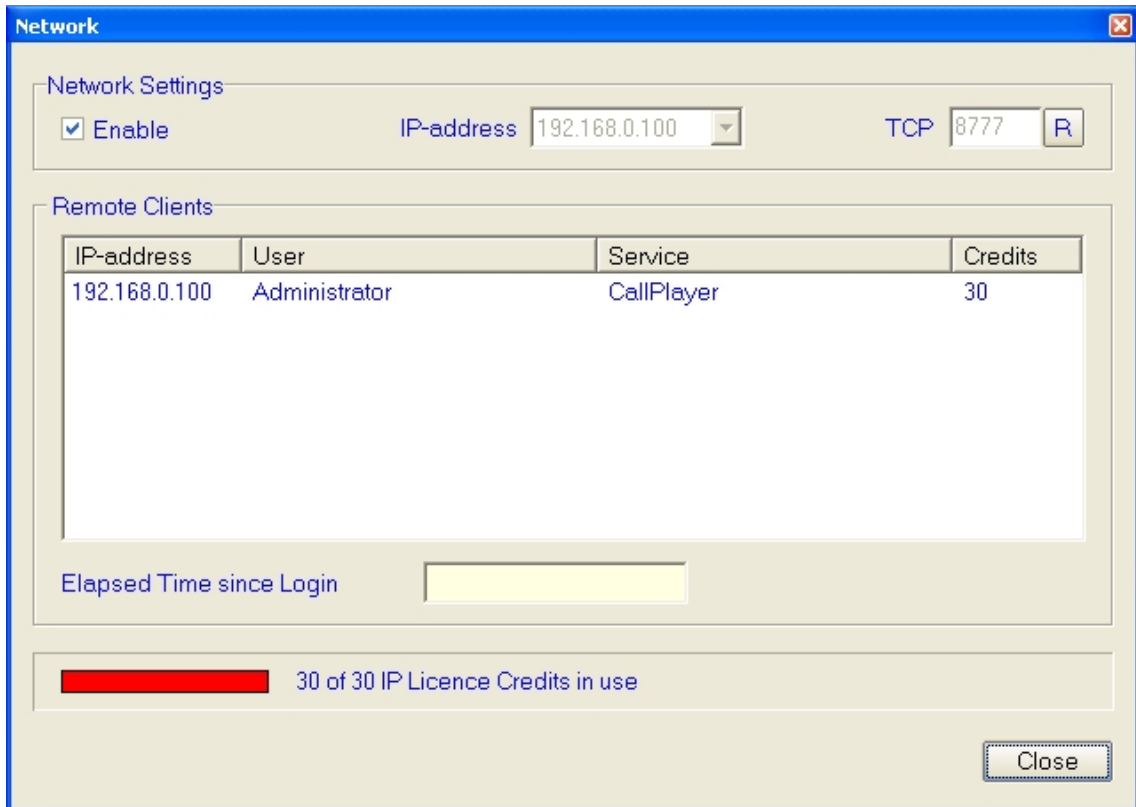 Network
Network Settings
Enable IP-address 192.168.0.100 TCP 8777 R
Remote Clients
IP-address User Service Credits
192.168.0.100 Administrator CallPlayer 30
Elapsed Time since Login
30 of 30 IP Licence Credits in use
Close